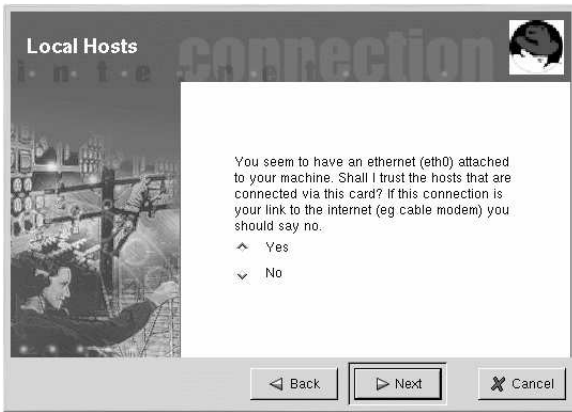 Local Hosts
connection
internet
You seem to have an ethernet (eth0) attached
to your machine. Shall I trust the hosts that are
connected via this card? If this connection is
your link to the internet (eg cable modem) you
should say no.
Yes
No
Back
Next
Cancel